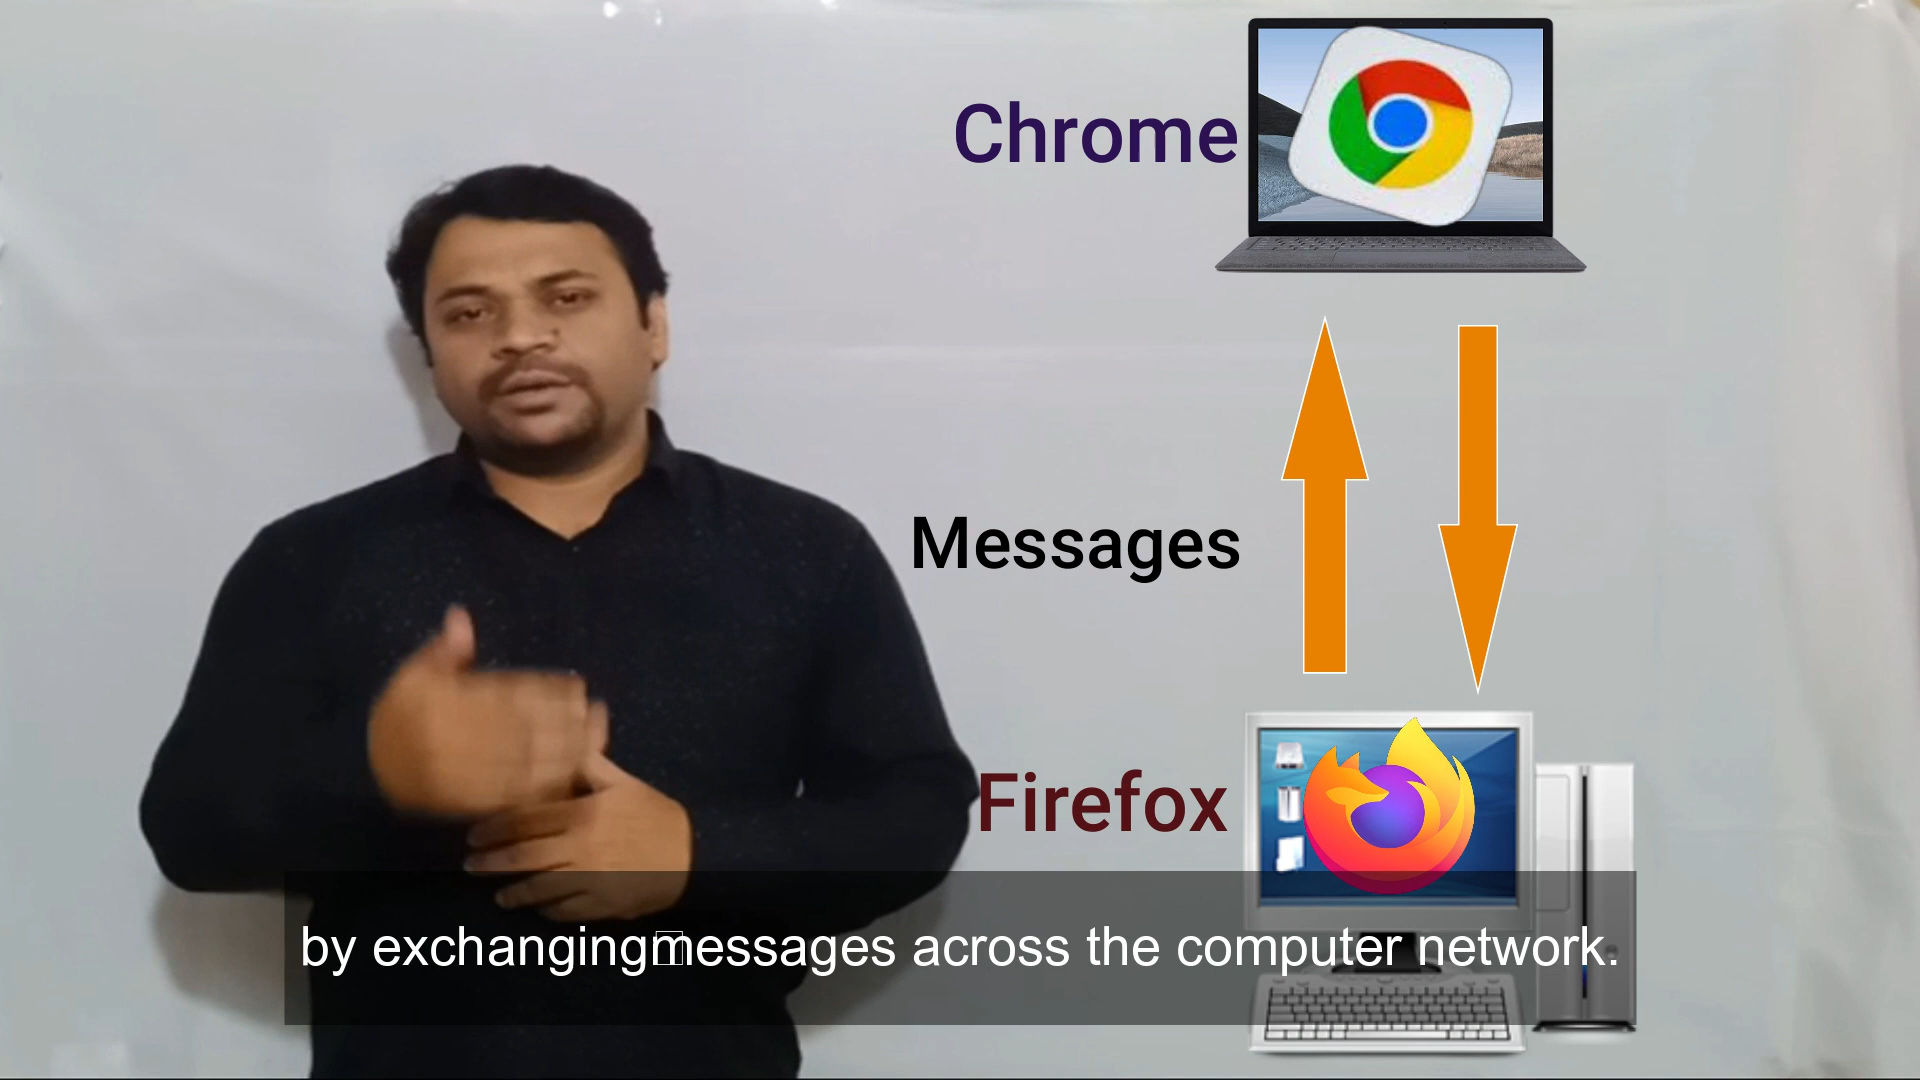 Chrome
Messages
Firefox
by exchanging messages across the computer network.